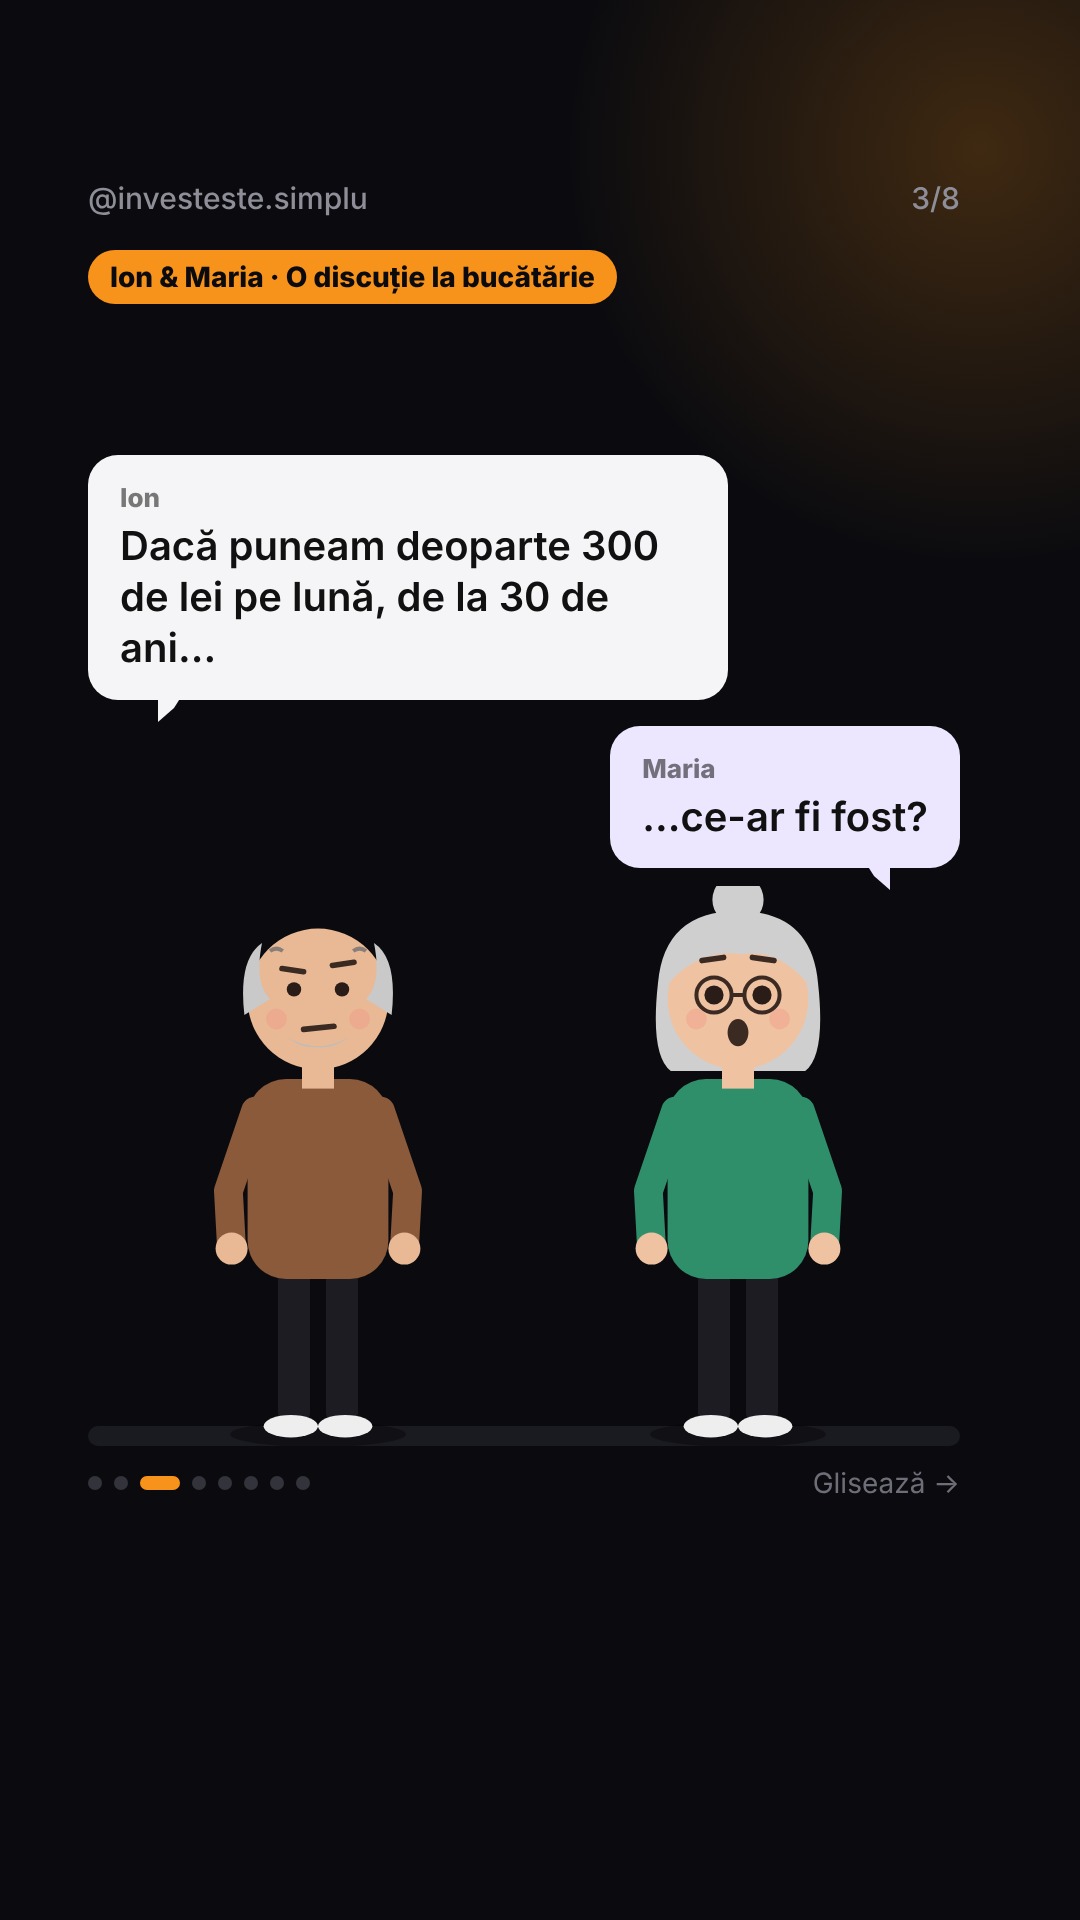 @investeste.simplu
3/8
Ion & Maria · O discuție la bucătărie
Ion
Dacă puneam deoparte 300
de lei pe lună, de la 30 de
ani…
Maria
…ce-ar fi fost?
Glisează →